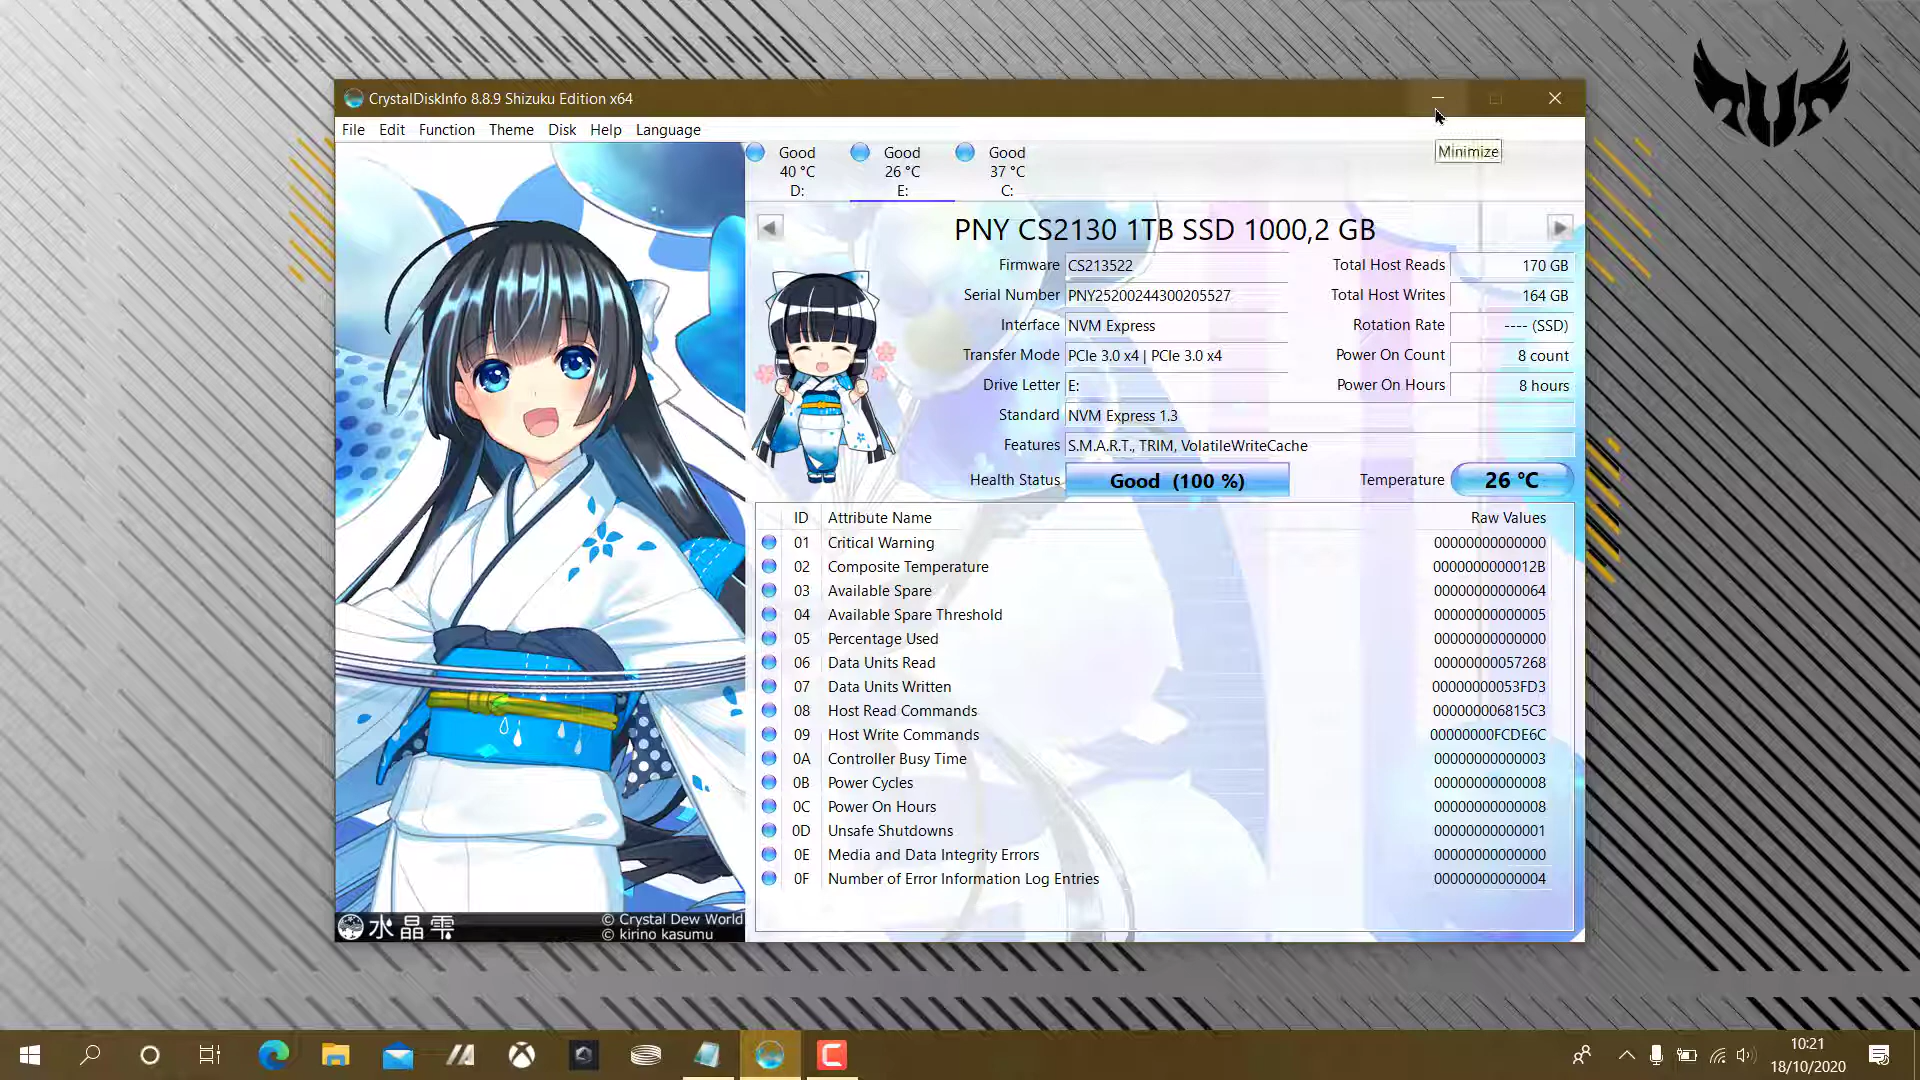 CrystalDiskInfo 8.8.9 Shizuku Edition x64
File Edit Function Theme Disk Help Language
Minimize
Good Good Good
40 °C 26 °C 37 °C
D: E: C:
PNY CS2130 1TB SSD 1000,2 GB
Firmware CS213522 Total Host Reads 170 GB
Serial Number PNY25200244300205527 Total Host Writes 164 GB
Interface NVM Express Rotation Rate ---- (SSD)
Transfer Mode PCIe 3.0 x4 | PCIe 3.0 x4 Power On Count 8 count
Drive Letter E: Power On Hours 8 hours
Standard NVM Express 1.3
Features S.M.A.R.T., TRIM, VolatileWriteCache
Health Status Good (100 %) Temperature 26 °C
ID Attribute Name Raw Values
01 Critical Warning 00000000000000
02 Composite Temperature 0000000000012B
03 Available Spare 00000000000064
04 Available Spare Threshold 00000000000005
05 Percentage Used 00000000000000
06 Data Units Read 00000000057268
07 Data Units Written 00000000053FD3
08 Host Read Commands 000000006815C3
09 Host Write Commands 00000000FCDE6C
0A Controller Busy Time 00000000000003
0B Power Cycles 00000000000008
0C Power On Hours 00000000000008
0D Unsafe Shutdowns 00000000000001
0E Media and Data Integrity Errors 00000000000000
0F Number of Error Information Log Entries 00000000000004
水晶雫
© Crystal Dew World
© kirino kasumu
10:21
18/10/2020